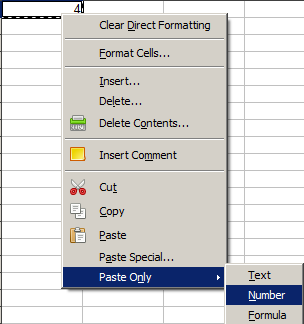 4
Clear Direct Formatting
Format Cells...
Insert...
Delete...
Delete Contents...
Insert Comment
Cut
Copy
Paste
Paste Special...
Paste Only
Text
Number
Formula